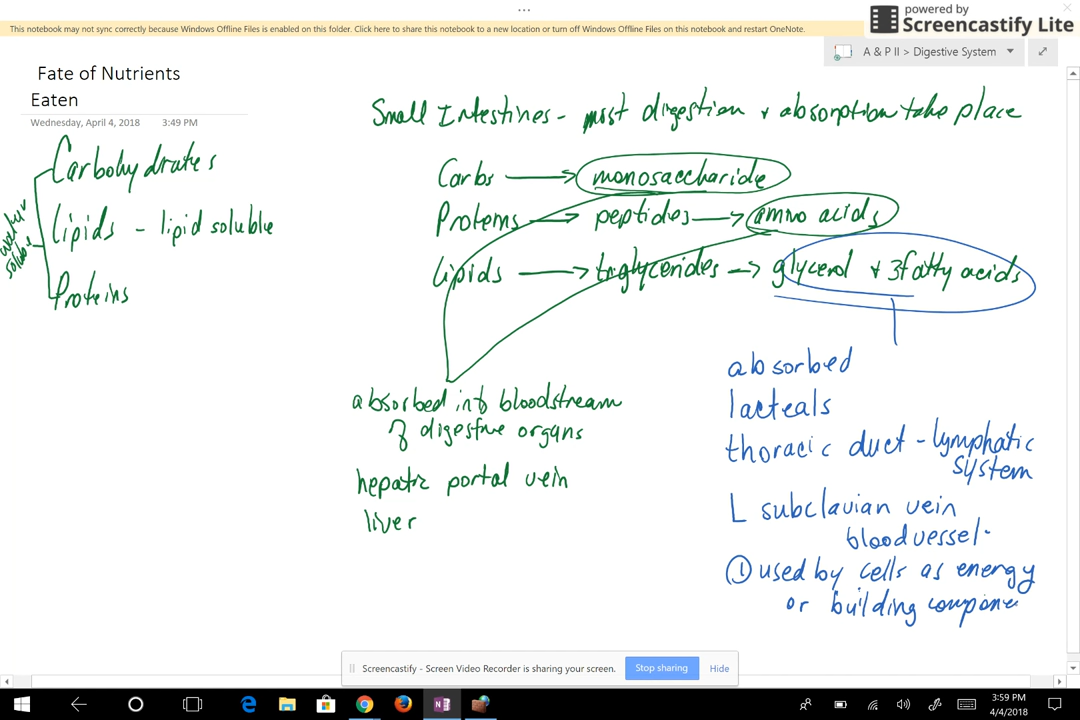 powered by
Screencastify Lite
This notebook may not sync correctly because Windows Offline Files is enabled on this folder. Click here to share this notebook to a new location or turn off Windows Offline Files on this notebook and restart OneNote.
A & P II > Digestive System
Fate of Nutrients
Eaten
Wednesday, April 4, 2018 3:49 PM
Carbohydrates
water
Lipids - lipid soluble
Proteins
Small Intestines - most digestion + absorption take place
Carbs → monosaccharide
Proteins → peptides → amino acids
Lipids → triglycerides → glycerol + 3 fatty acids
absorbed into bloodstream
of digestive organs
hepatic portal vein
liver
absorbed
lacteals
thoracic duct - lymphatic
system
L subclavian vein
blood vessel.
① used by cells as energy
or building compone
Screencastify - Screen Video Recorder is sharing your screen.
Stop sharing
Hide
3:59 PM
4/4/2018